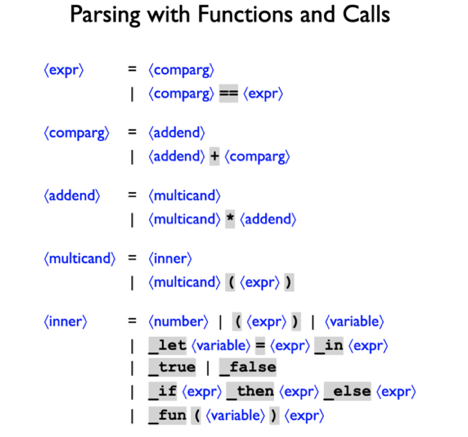 Parsing with Functions and Calls
⟨expr⟩ = ⟨comparg⟩
| ⟨comparg⟩ == ⟨expr⟩
⟨comparg⟩ = ⟨addend⟩
| ⟨addend⟩ + ⟨comparg⟩
⟨addend⟩ = ⟨multicand⟩
| ⟨multicand⟩ * ⟨addend⟩
⟨multicand⟩ = ⟨inner⟩
| ⟨multicand⟩ ( ⟨expr⟩ )
⟨inner⟩ = ⟨number⟩ | ( ⟨expr⟩ ) | ⟨variable⟩
| _let ⟨variable⟩ = ⟨expr⟩ _in ⟨expr⟩
| _true | _false
| _if ⟨expr⟩ _then ⟨expr⟩ _else ⟨expr⟩
| _fun ( ⟨variable⟩ ) ⟨expr⟩